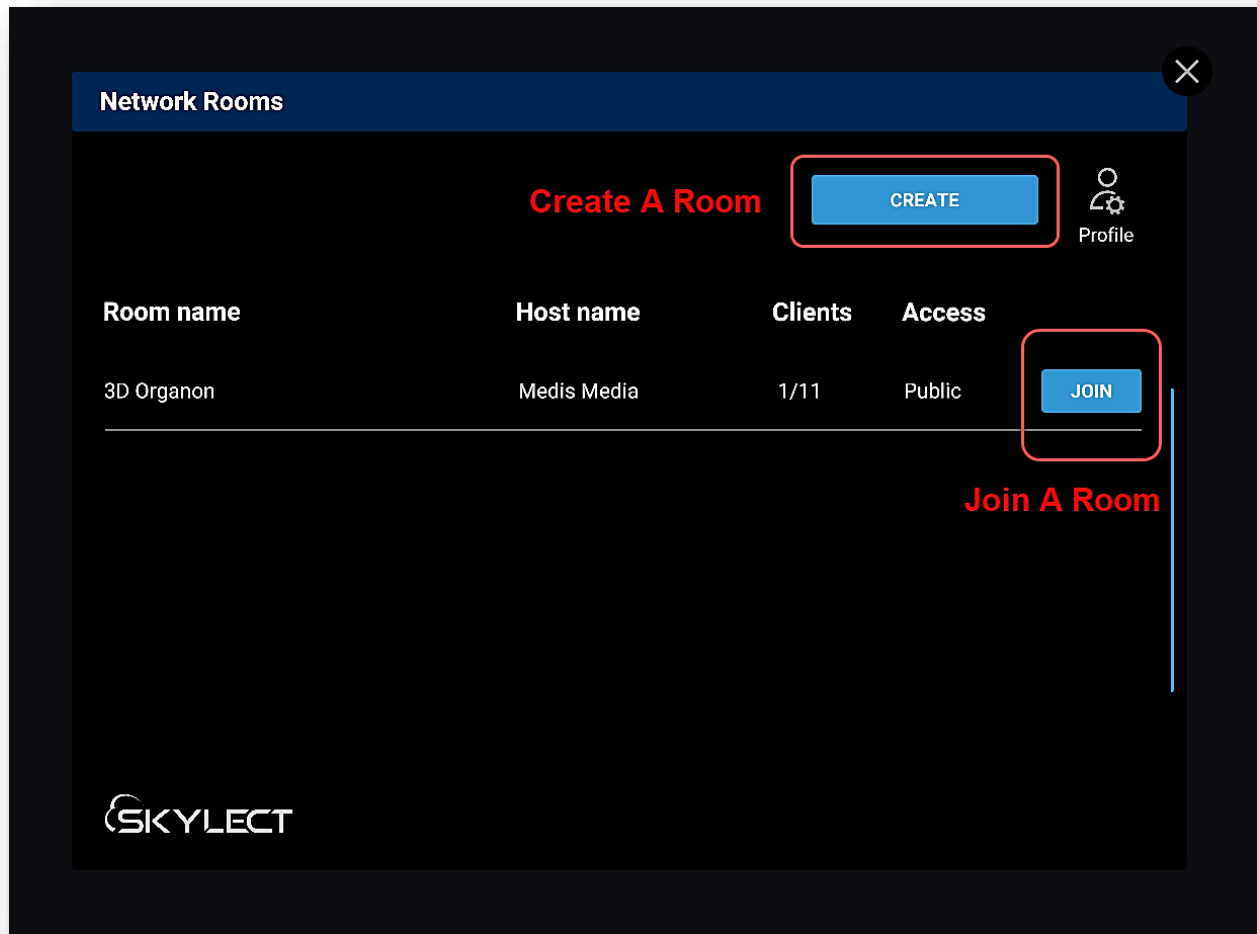 Network Rooms
Create A Room CREATE
Profile
Room name Host name Clients Access
3D Organon Medis Media 1/11 Public JOIN
Join A Room
SKYLECT